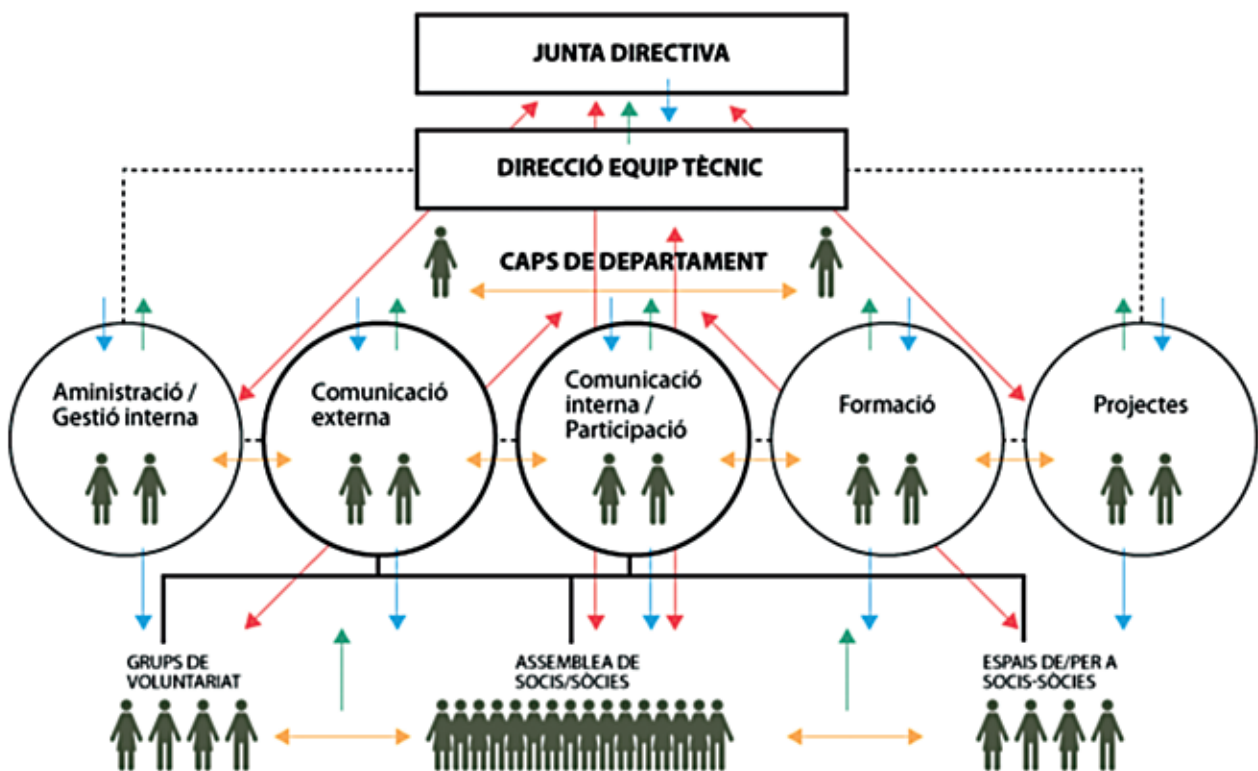 JUNTA DIRECTIVA
DIRECCIÓ EQUIP TÈCNIC
CAPS DE DEPARTAMENT
Aministració /
Gestió interna
Comunicació
externa
Comunicació
interna /
Participació
Formació
Projectes
GRUPS DE
VOLUNTARIAT
ASSEMBLEA DE
SOCIS/SÒCIES
ESPAIS DE/PER A
SOCIS-SÒCIES